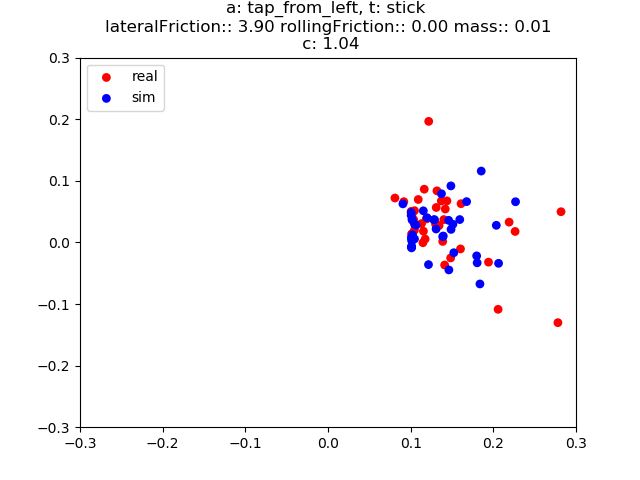 a: tap_from_left, t: stick
lateralFriction:: 3.90 rollingFriction:: 0.00 mass:: 0.01
c: 1.04
real
sim
0.3
0.2
0.1
0.0
−0.1
−0.2
−0.3
−0.3
−0.2
−0.1
0.0
0.1
0.2
0.3